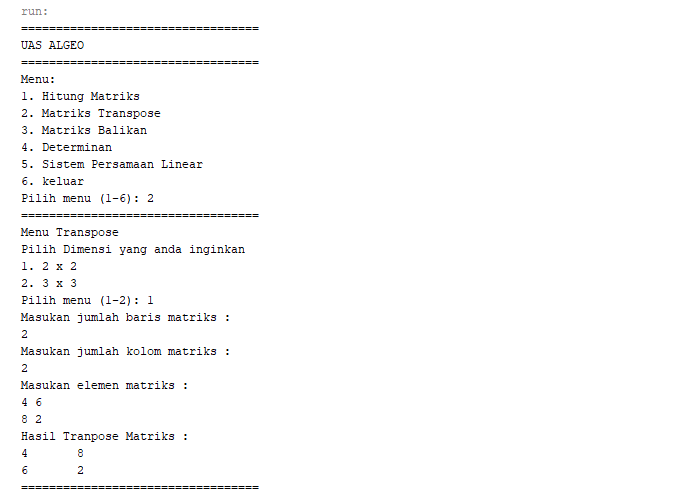 run:
==================================
UAS ALGEO
==================================
Menu:
1. Hitung Matriks
2. Matriks Transpose
3. Matriks Balikan
4. Determinan
5. Sistem Persamaan Linear
6. keluar
Pilih menu (1-6): 2
==================================
Menu Transpose
Pilih Dimensi yang anda inginkan
1. 2 x 2
2. 3 x 3
Pilih menu (1-2): 1
Masukan jumlah baris matriks :
2
Masukan jumlah kolom matriks :
2
Masukan elemen matriks :
4 6
8 2
Hasil Tranpose Matriks :
4       8
6       2
==================================